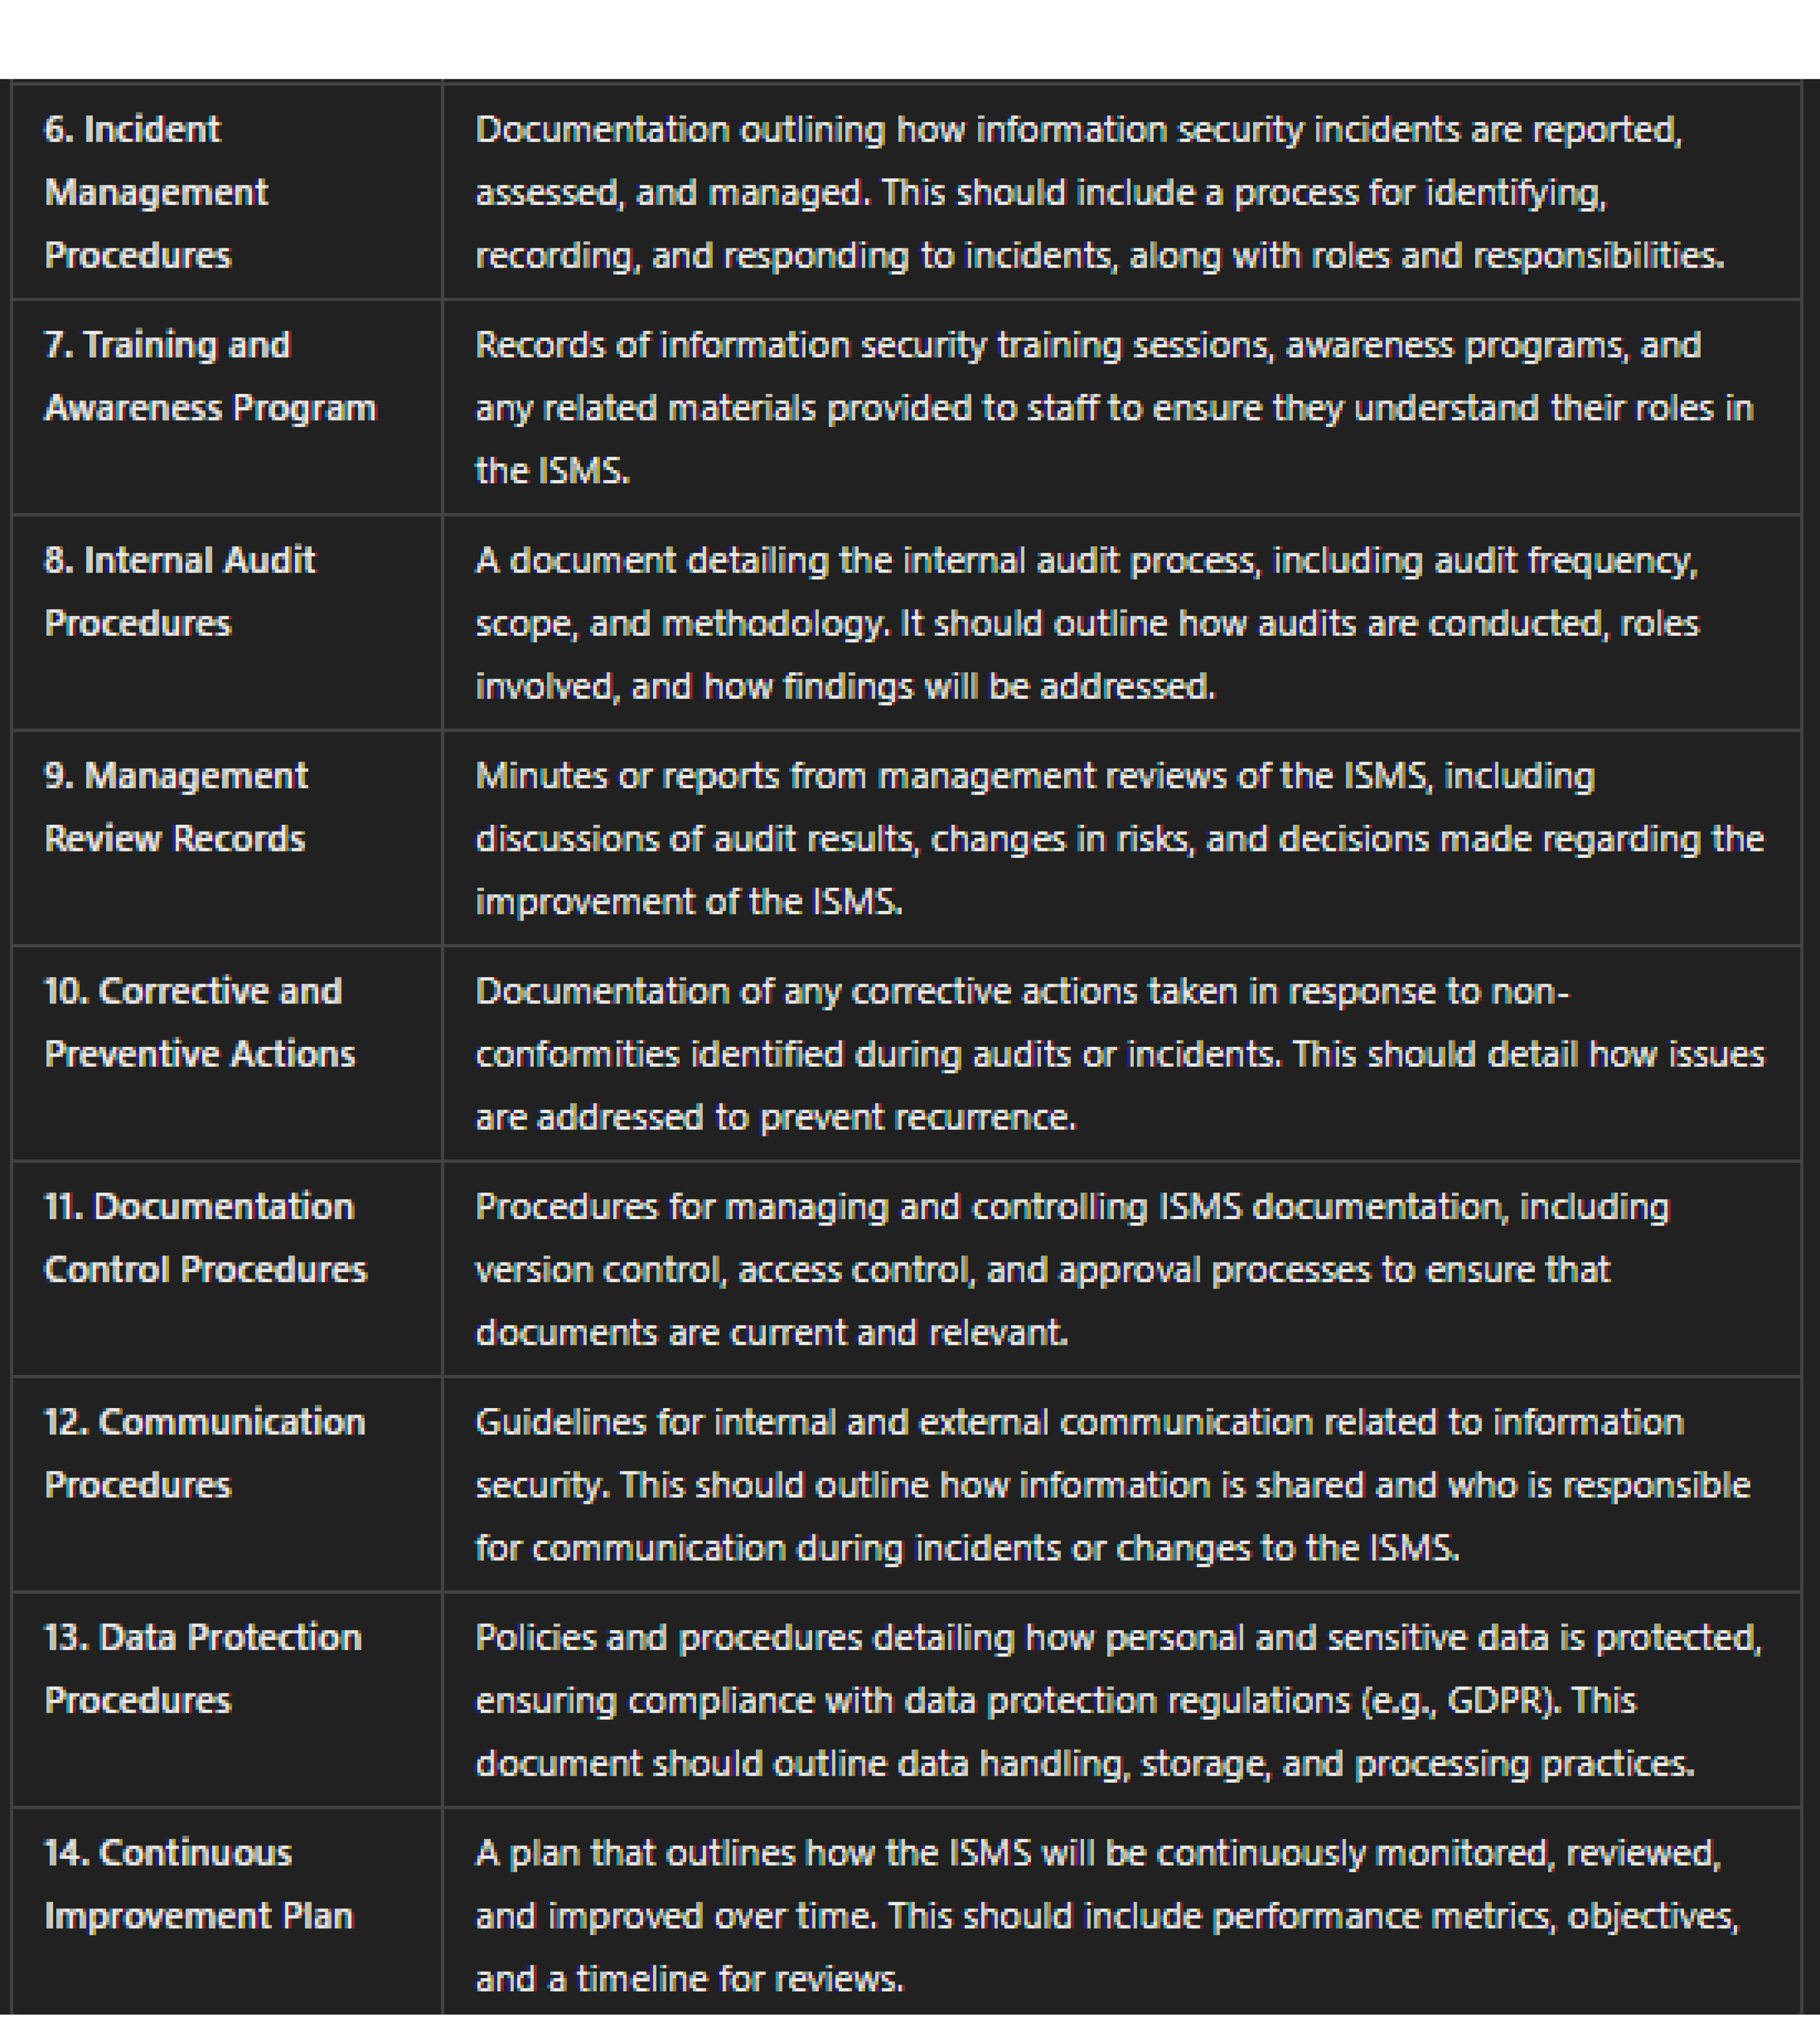 6. Incident
Management
Procedures
Documentation outlining how information security incidents are reported,
assessed, and managed. This should include a process for identifying,
recording, and responding to incidents, along with roles and responsibilities.
7. Training and
Awareness Program
Records of information security training sessions, awareness programs, and
any related materials provided to staff to ensure they understand their roles in
the ISMS.
8. Internal Audit
Procedures
A document detailing the internal audit process, including audit frequency,
scope, and methodology. It should outline how audits are conducted, roles
involved, and how findings will be addressed.
9. Management
Review Records
Minutes or reports from management reviews of the ISMS, including
discussions of audit results, changes in risks, and decisions made regarding the
improvement of the ISMS.
10. Corrective and
Preventive Actions
Documentation of any corrective actions taken in response to non-
conformities identified during audits or incidents. This should detail how issues
are addressed to prevent recurrence.
11. Documentation
Control Procedures
Procedures for managing and controlling ISMS documentation, including
version control, access control, and approval processes to ensure that
documents are current and relevant.
12. Communication
Procedures
Guidelines for internal and external communication related to information
security. This should outline how information is shared and who is responsible
for communication during incidents or changes to the ISMS.
13. Data Protection
Procedures
Policies and procedures detailing how personal and sensitive data is protected,
ensuring compliance with data protection regulations (e.g., GDPR). This
document should outline data handling, storage, and processing practices.
14. Continuous
Improvement Plan
A plan that outlines how the ISMS will be continuously monitored, reviewed,
and improved over time. This should include performance metrics, objectives,
and a timeline for reviews.